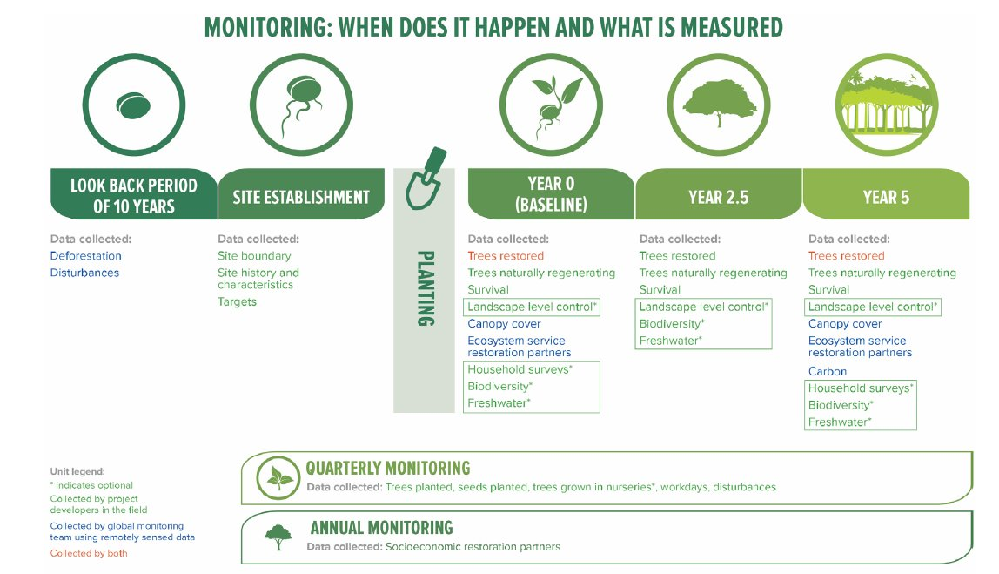 MONITORING: WHEN DOES IT HAPPEN AND WHAT IS MEASURED
LOOK BACK PERIOD
OF 10 YEARS
Data collected:
Deforestation
Disturbances
SITE ESTABLISHMENT
Data collected:
Site boundary
Site history and
characteristics
Targets
PLANTING
YEAR 0
(BASELINE)
Data collected:
Trees restored
Trees naturally regenerating
Survival
Landscape level control*
Canopy cover
Ecosystem service
restoration partners
Household surveys*
Biodiversity*
Freshwater*
YEAR 2.5
Data collected:
Trees restored
Trees naturally regenerating
Survival
Landscape level control*
Biodiversity*
Freshwater*
YEAR 5
Data collected:
Trees restored
Trees naturally regenerating
Survival
Landscape level control*
Canopy cover
Ecosystem service
restoration partners
Carbon
Household surveys*
Biodiversity*
Freshwater*
Unit legend:
* indicates optional
Collected by project
developers in the field
Collected by global monitoring
team using remotely sensed data
Collected by both
QUARTERLY MONITORING
Data collected: Trees planted, seeds planted, trees grown in nurseries*, workdays, disturbances
ANNUAL MONITORING
Data collected: Socioeconomic restoration partners